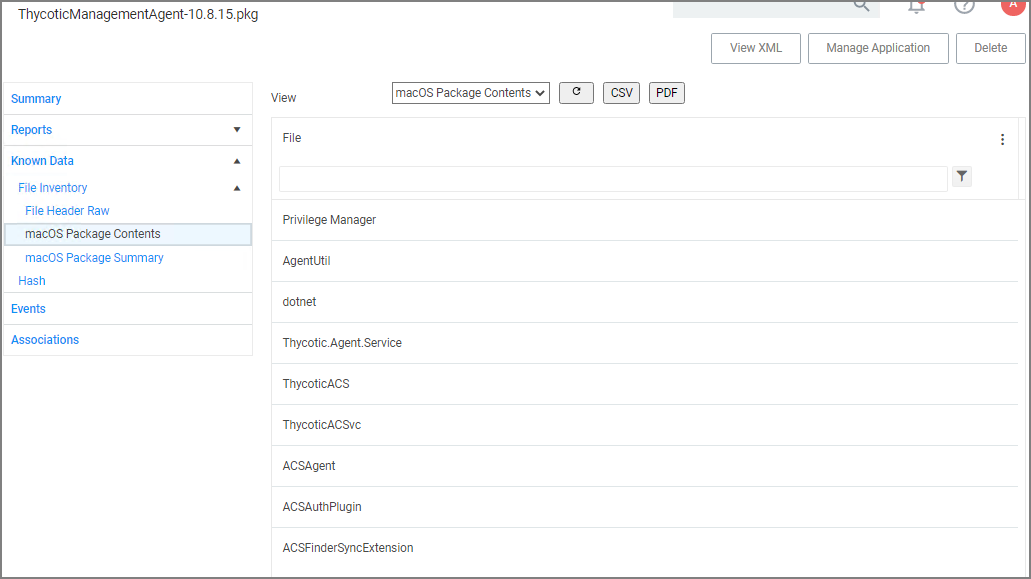 ThycoticManagementAgent-10.8.15.pkg
A
View XML
Manage Application
Delete
Summary
Reports
Known Data
File Inventory
File Header Raw
macOS Package Contents
macOS Package Summary
Hash
Events
Associations
View
macOS Package Contents
CSV
PDF
File
Privilege Manager
AgentUtil
dotnet
Thycotic.Agent.Service
ThycoticACS
ThycoticACSvc
ACSAgent
ACSAuthPlugin
ACSFinderSyncExtension